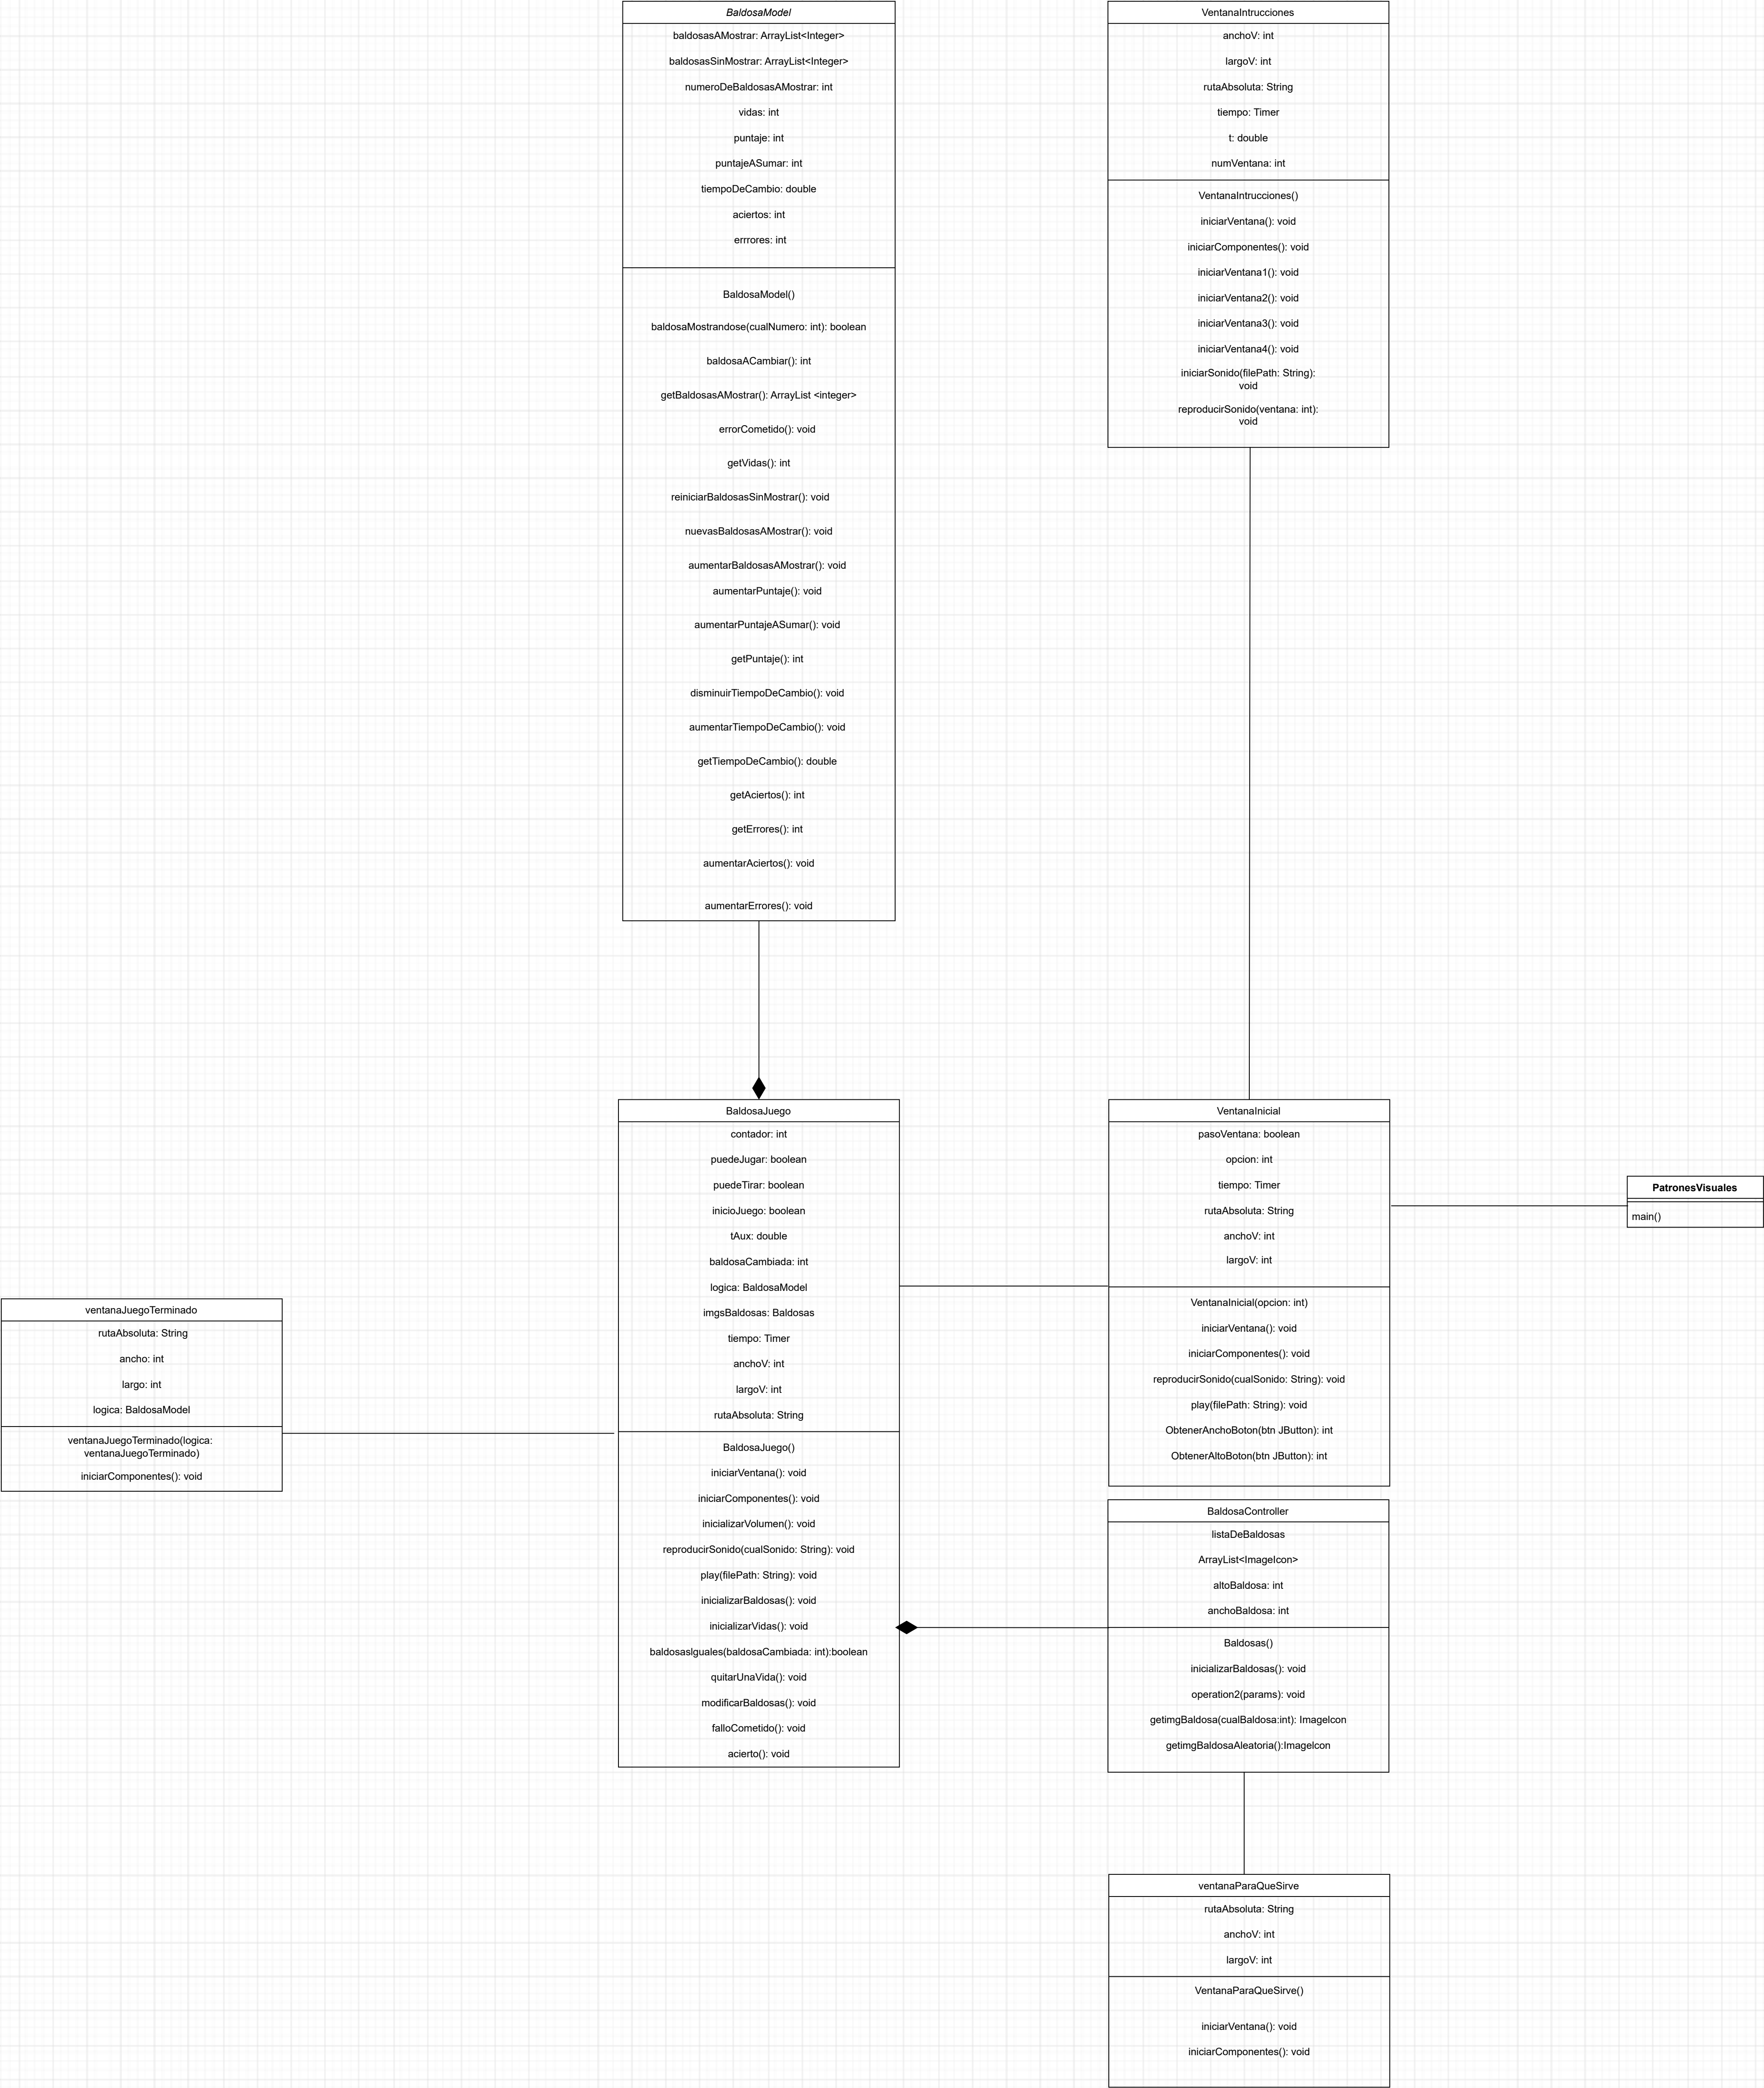 BaldosaModel
baldosasAMostrar: ArrayList<Integer>
baldosasSinMostrar: ArrayList<Integer>
numeroDeBaldosasAMostrar: int
vidas: int
puntaje: int
puntajeASumar: int
tiempoDeCambio: double
aciertos: int
errrores: int
BaldosaModel()
baldosaMostrandose(cualNumero: int): boolean
baldosaACambiar(): int
getBaldosasAMostrar(): ArrayList <integer>
errorCometido(): void
getVidas(): int
reiniciarBaldosasSinMostrar(): void
nuevasBaldosasAMostrar(): void
aumentarBaldosasAMostrar(): void
aumentarPuntaje(): void
aumentarPuntajeASumar(): void
getPuntaje(): int
disminuirTiempoDeCambio(): void
aumentarTiempoDeCambio(): void
getTiempoDeCambio(): double
getAciertos(): int
getErrores(): int
aumentarAciertos(): void
aumentarErrores(): void
VentanaIntrucciones
anchoV: int
largoV: int
rutaAbsoluta: String
tiempo: Timer
t: double
numVentana: int
VentanaIntrucciones()
iniciarVentana(): void
iniciarComponentes(): void
iniciarVentana1(): void
iniciarVentana2(): void
iniciarVentana3(): void
iniciarVentana4(): void
iniciarSonido(filePath: String):
void
reproducirSonido(ventana: int):
void
BaldosaJuego
contador: int
puedeJugar: boolean
puedeTirar: boolean
inicioJuego: boolean
tAux: double
baldosaCambiada: int
logica: BaldosaModel
imgsBaldosas: Baldosas
tiempo: Timer
anchoV: int
largoV: int
rutaAbsoluta: String
BaldosaJuego()
iniciarVentana(): void
iniciarComponentes(): void
inicializarVolumen(): void
reproducirSonido(cualSonido: String): void
play(filePath: String): void
inicializarBaldosas(): void
inicializarVidas(): void
baldosasIguales(baldosaCambiada: int):boolean
quitarUnaVida(): void
modificarBaldosas(): void
falloCometido(): void
acierto(): void
VentanaInicial
pasoVentana: boolean
opcion: int
tiempo: Timer
rutaAbsoluta: String
anchoV: int
largoV: int
VentanaInicial(opcion: int)
iniciarVentana(): void
iniciarComponentes(): void
reproducirSonido(cualSonido: String): void
play(filePath: String): void
ObtenerAnchoBoton(btn JButton): int
ObtenerAltoBoton(btn JButton): int
PatronesVisuales
main()
ventanaJuegoTerminado
rutaAbsoluta: String
ancho: int
largo: int
logica: BaldosaModel
ventanaJuegoTerminado(logica:
ventanaJuegoTerminado)
iniciarComponentes(): void
BaldosaController
listaDeBaldosas
ArrayList<ImageIcon>
altoBaldosa: int
anchoBaldosa: int
Baldosas()
inicializarBaldosas(): void
operation2(params): void
getimgBaldosa(cualBaldosa:int): ImageIcon
getimgBaldosaAleatoria():ImageIcon
ventanaParaQueSirve
rutaAbsoluta: String
anchoV: int
largoV: int
VentanaParaQueSirve()
iniciarVentana(): void
iniciarComponentes(): void